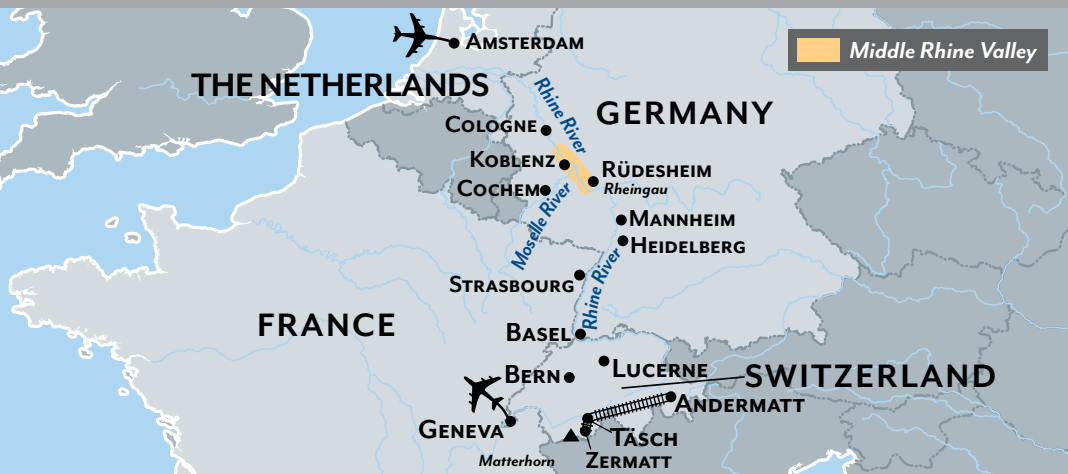 Amsterdam
Middle Rhine Valley
THE NETHERLANDS
Rhine River
GERMANY
Cologne
Koblenz
Rüdesheim
Rheingau
Cochem
Moselle River
Mannheim
Heidelberg
Strasbourg
Rhine River
FRANCE
Basel
Lucerne
Bern
SWITZERLAND
Andermatt
Geneva
Täsch
Matterhorn
Zermatt